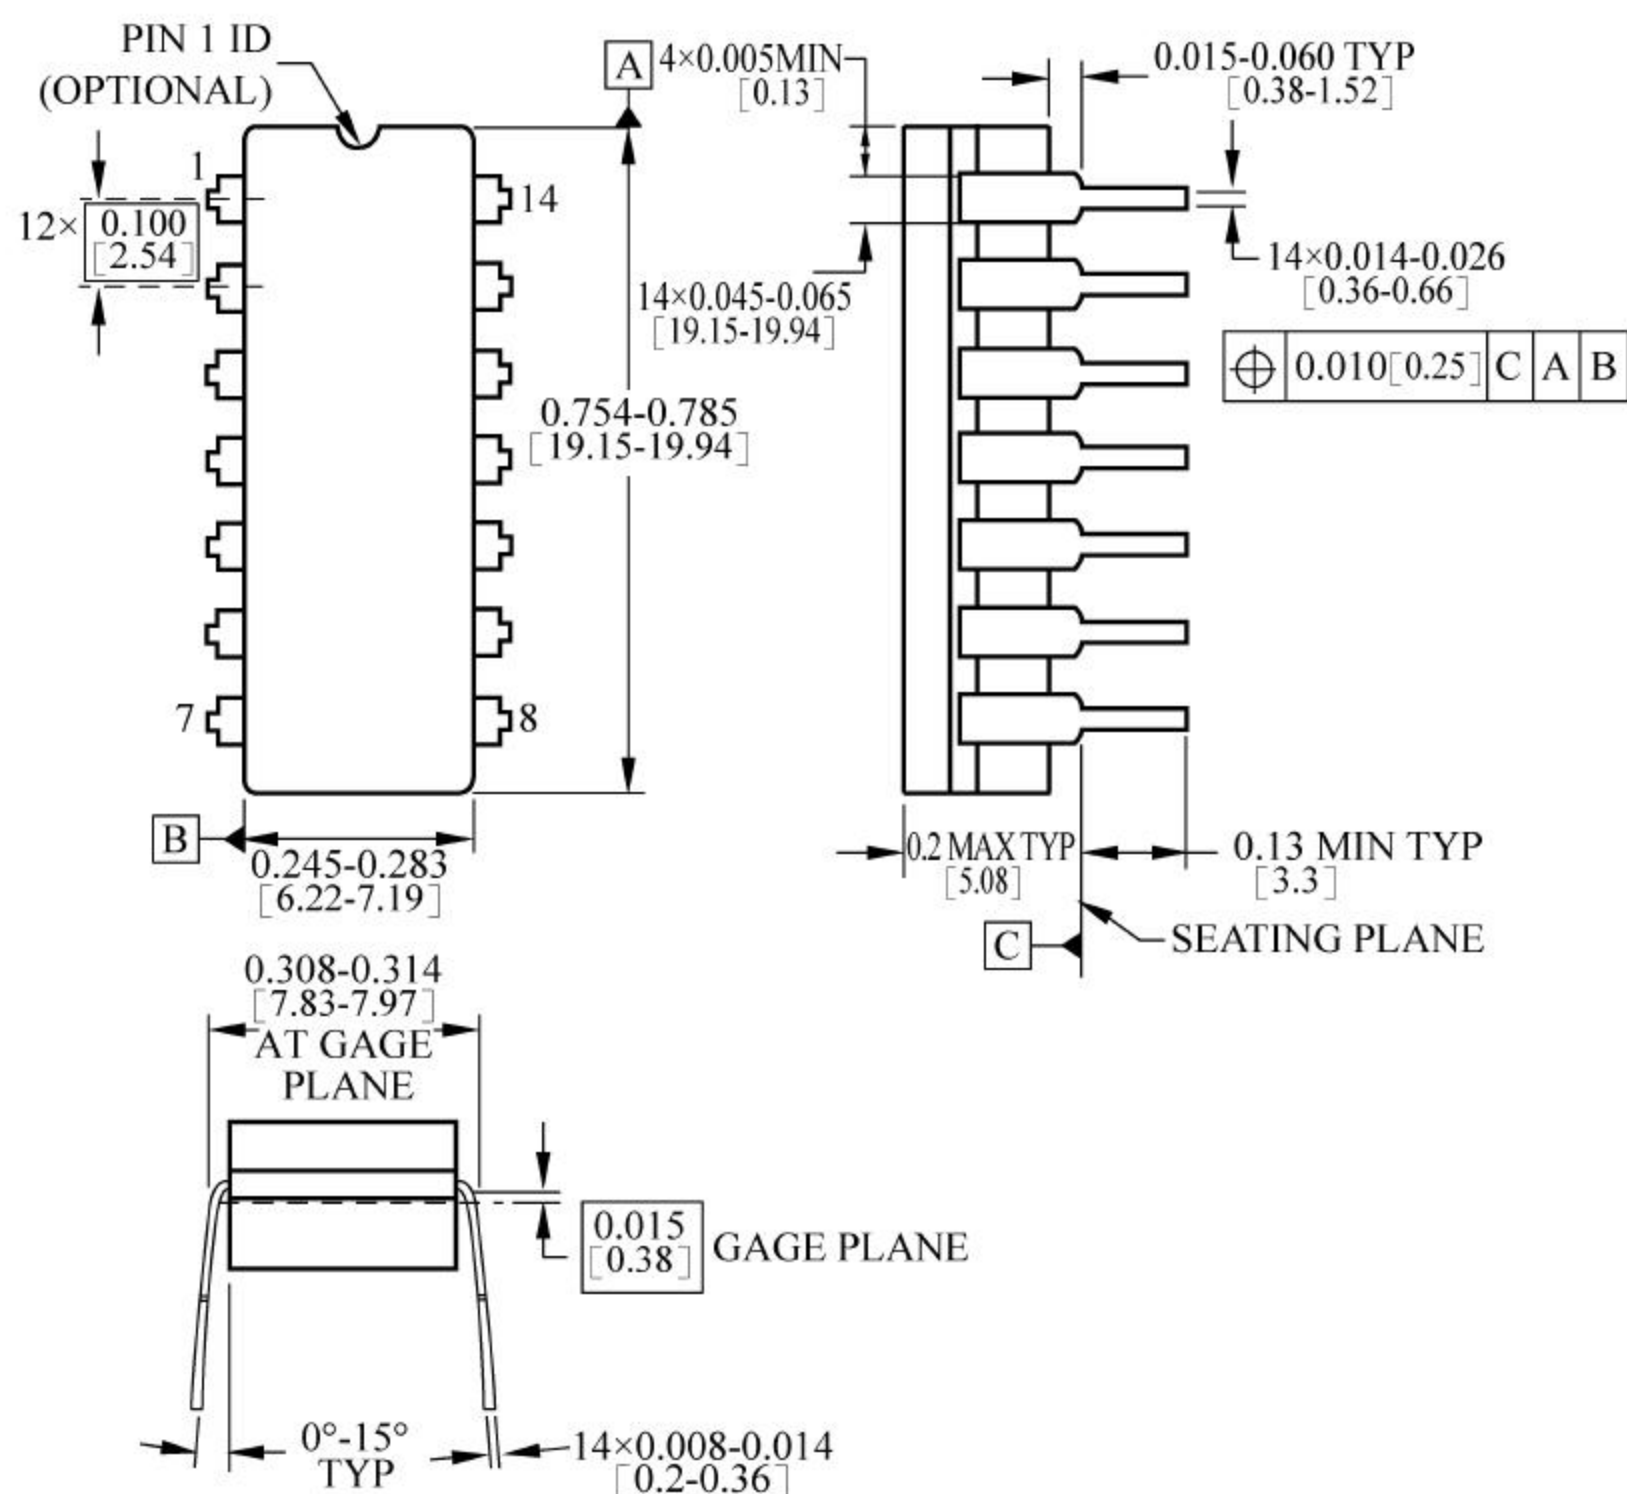 PIN 1 ID
(OPTIONAL)
A
4×0.005MIN
[0.13]
0.015-0.060 TYP
[0.38-1.52]
1
14
12×
0.100
[2.54]
14×0.045-0.065
[19.15-19.94]
14×0.014-0.026
[0.36-0.66]
⌖ 0.010[0.25] C A B
0.754-0.785
[19.15-19.94]
7
8
B
0.245-0.283
[6.22-7.19]
0.2 MAX TYP
[5.08]
0.13 MIN TYP
[3.3]
C
SEATING PLANE
0.308-0.314
[7.83-7.97]
AT GAGE
PLANE
0.015
[0.38]
GAGE PLANE
0°-15°
TYP
14×0.008-0.014
[0.2-0.36]